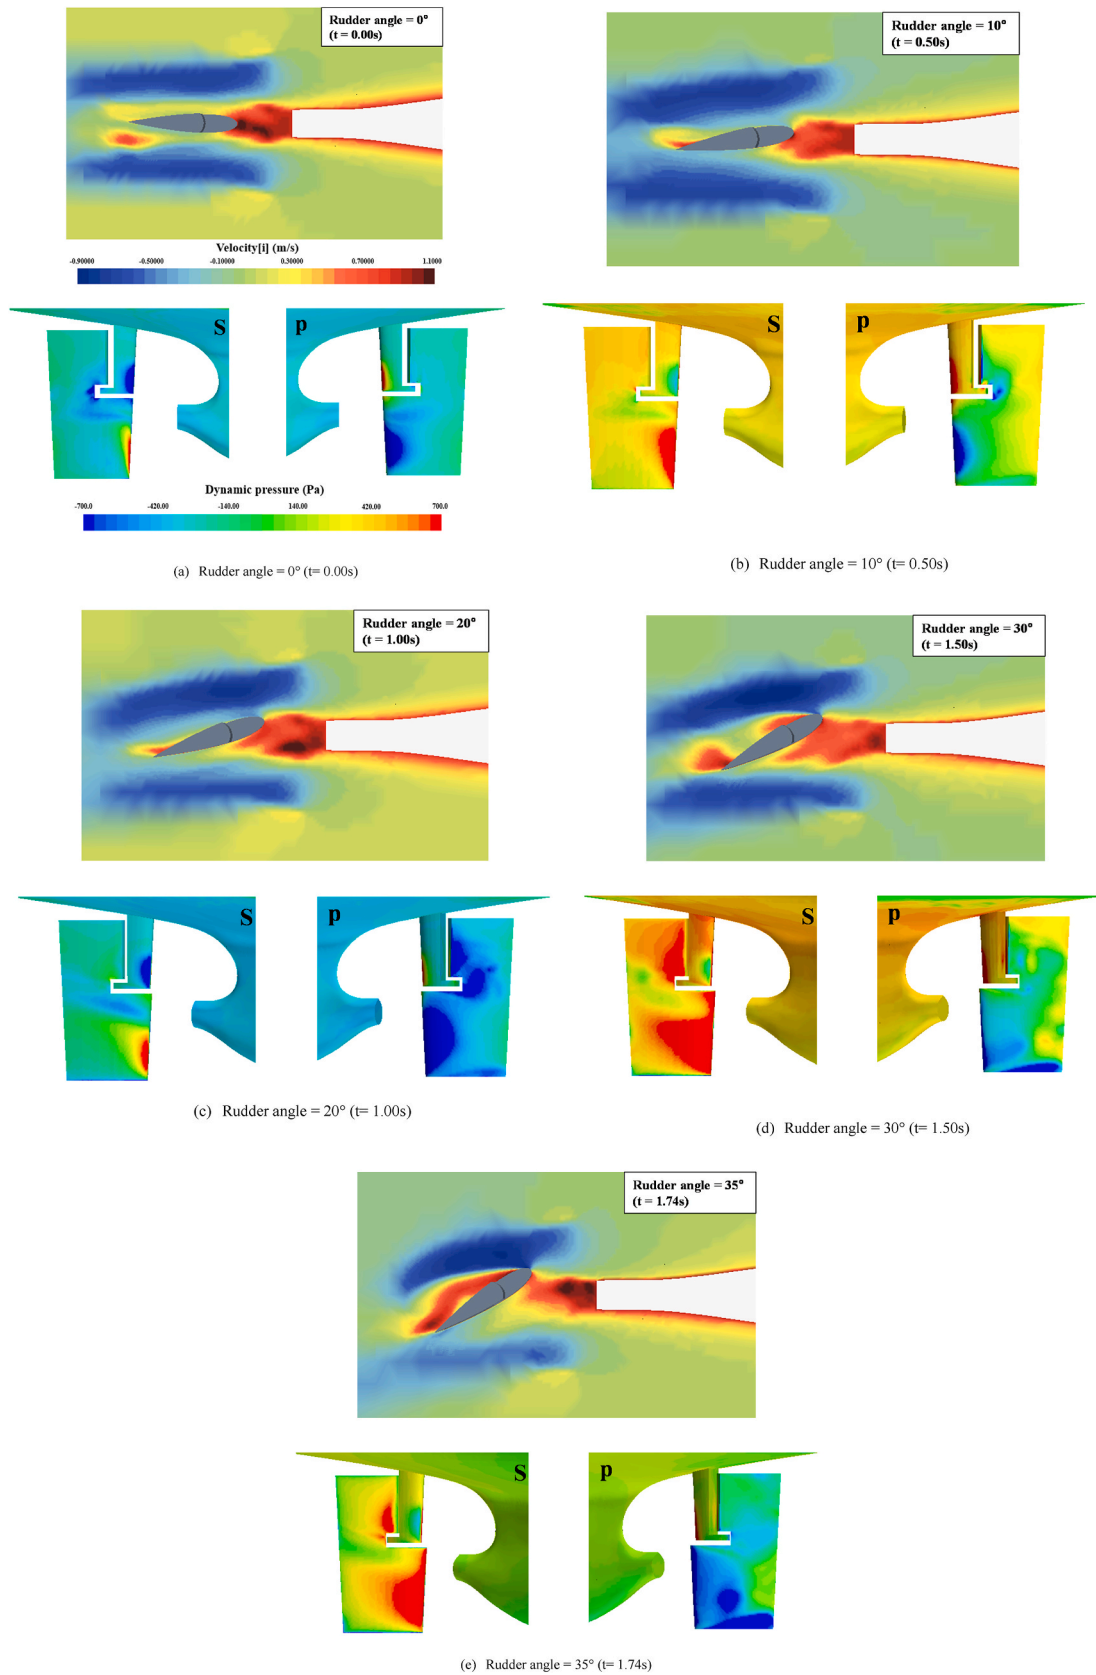 Rudder angle = 0°
(t = 0.00s)
Velocity[i] (m/s)
-0.90000 -0.50000 -0.10000 0.30000 0.70000 1.1000
S p
Dynamic pressure (Pa)
-700.0 -420.00 -140.00 140.00 420.00 700.0
(a) Rudder angle = 0° (t= 0.00s)
Rudder angle = 10°
(t = 0.50s)
S p
(b) Rudder angle = 10° (t= 0.50s)
Rudder angle = 20°
(t = 1.00s)
S p
(c) Rudder angle = 20° (t= 1.00s)
Rudder angle = 30°
(t = 1.50s)
S p
(d) Rudder angle = 30° (t= 1.50s)
Rudder angle = 35°
(t = 1.74s)
S p
(e) Rudder angle = 35° (t= 1.74s)